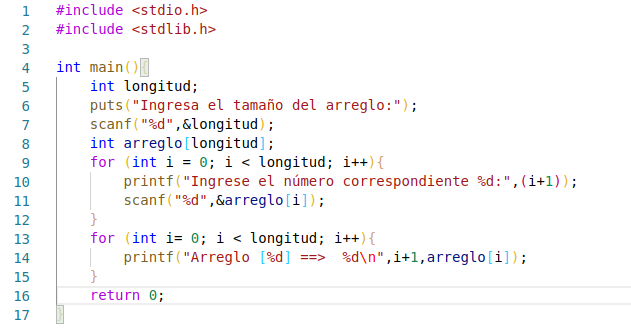 1 #include <stdio.h>
2 #include <stdlib.h>
3
4 int main(){
5     int longitud;
6     puts("Ingresa el tamaño del arreglo:");
7     scanf("%d",&longitud);
8     int arreglo[longitud];
9     for (int i = 0; i < longitud; i++){
10         printf("Ingrese el número correspondiente %d:",(i+1));
11         scanf("%d",&arreglo[i]);
12     }
13     for (int i= 0; i < longitud; i++){
14         printf("Arreglo [%d] ==>  %d\n",i+1,arreglo[i]);
15     }
16     return 0;
17 }